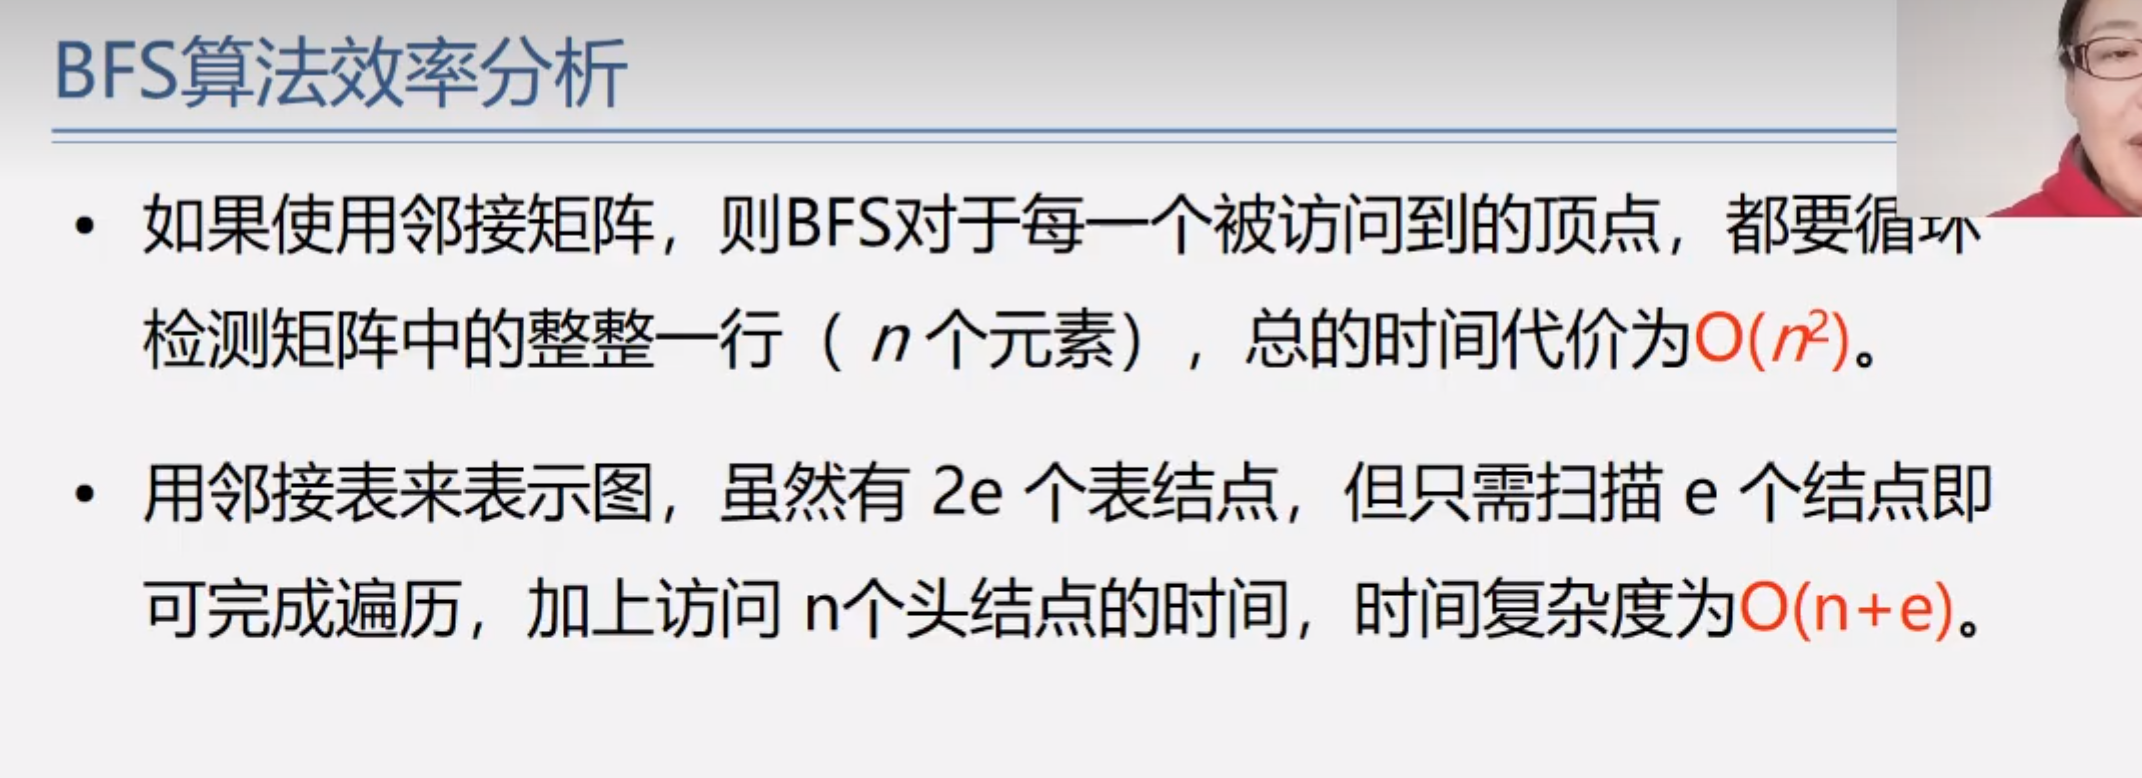 BFS算法效率分析
• 如果使用邻接矩阵，则BFS对于每一个被访问到的顶点，都要循环
检测矩阵中的整整一行（ n 个元素），总的时间代价为O(n²)。
• 用邻接表来表示图，虽然有 2e 个表结点，但只需扫描 e 个结点即
可完成遍历，加上访问 n个头结点的时间，时间复杂度为O(n+e)。